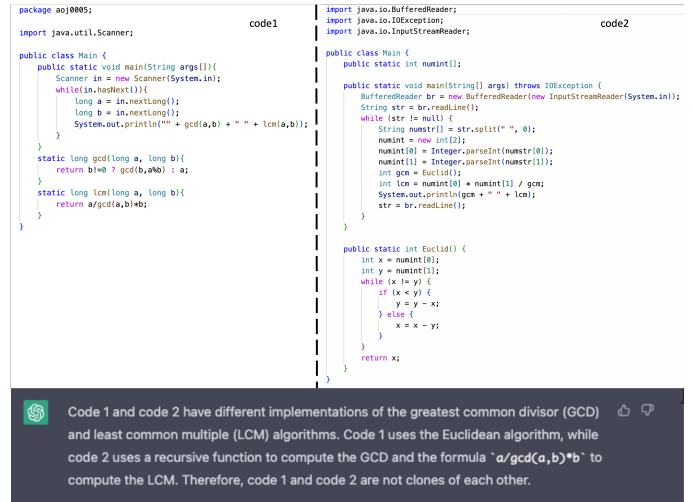 package aoj0005;
code1
import java.util.Scanner;
public class Main {
public static void main(String args[]){
Scanner in = new Scanner(System.in);
while(in.hasNext()){
long a = in.nextLong();
long b = in.nextLong();
System.out.println("" + gcd(a,b) + " " + lcm(a,b));
}
}
static long gcd(long a, long b){
return b!=0 ? gcd(b,a%b) : a;
}
static long lcm(long a, long b){
return a/gcd(a,b)*b;
}
}
import java.io.BufferedReader;
import java.io.IOException;
code2
import java.io.InputStreamReader;
public class Main {
public static int numint[];
public static void main(String[] args) throws IOException {
BufferedReader br = new BufferedReader(new InputStreamReader(System.in));
String str = br.readLine();
while (str != null) {
String numstr[] = str.split(" ", 0);
numint = new int[2];
numint[0] = Integer.parseInt(numstr[0]);
numint[1] = Integer.parseInt(numstr[1]);
int gcm = Euclid();
int lcm = numint[0] * numint[1] / gcm;
System.out.println(gcm + " " + lcm);
str = br.readLine();
}
}
public static int Euclid() {
int x = numint[0];
int y = numint[1];
while (x != y) {
if (x < y) {
y = y - x;
} else {
x = x - y;
}
}
return x;
}
}
Code 1 and code 2 have different implementations of the greatest common divisor (GCD)
and least common multiple (LCM) algorithms. Code 1 uses the Euclidean algorithm, while
code 2 uses a recursive function to compute the GCD and the formula `a/gcd(a,b)*b` to
compute the LCM. Therefore, code 1 and code 2 are not clones of each other.